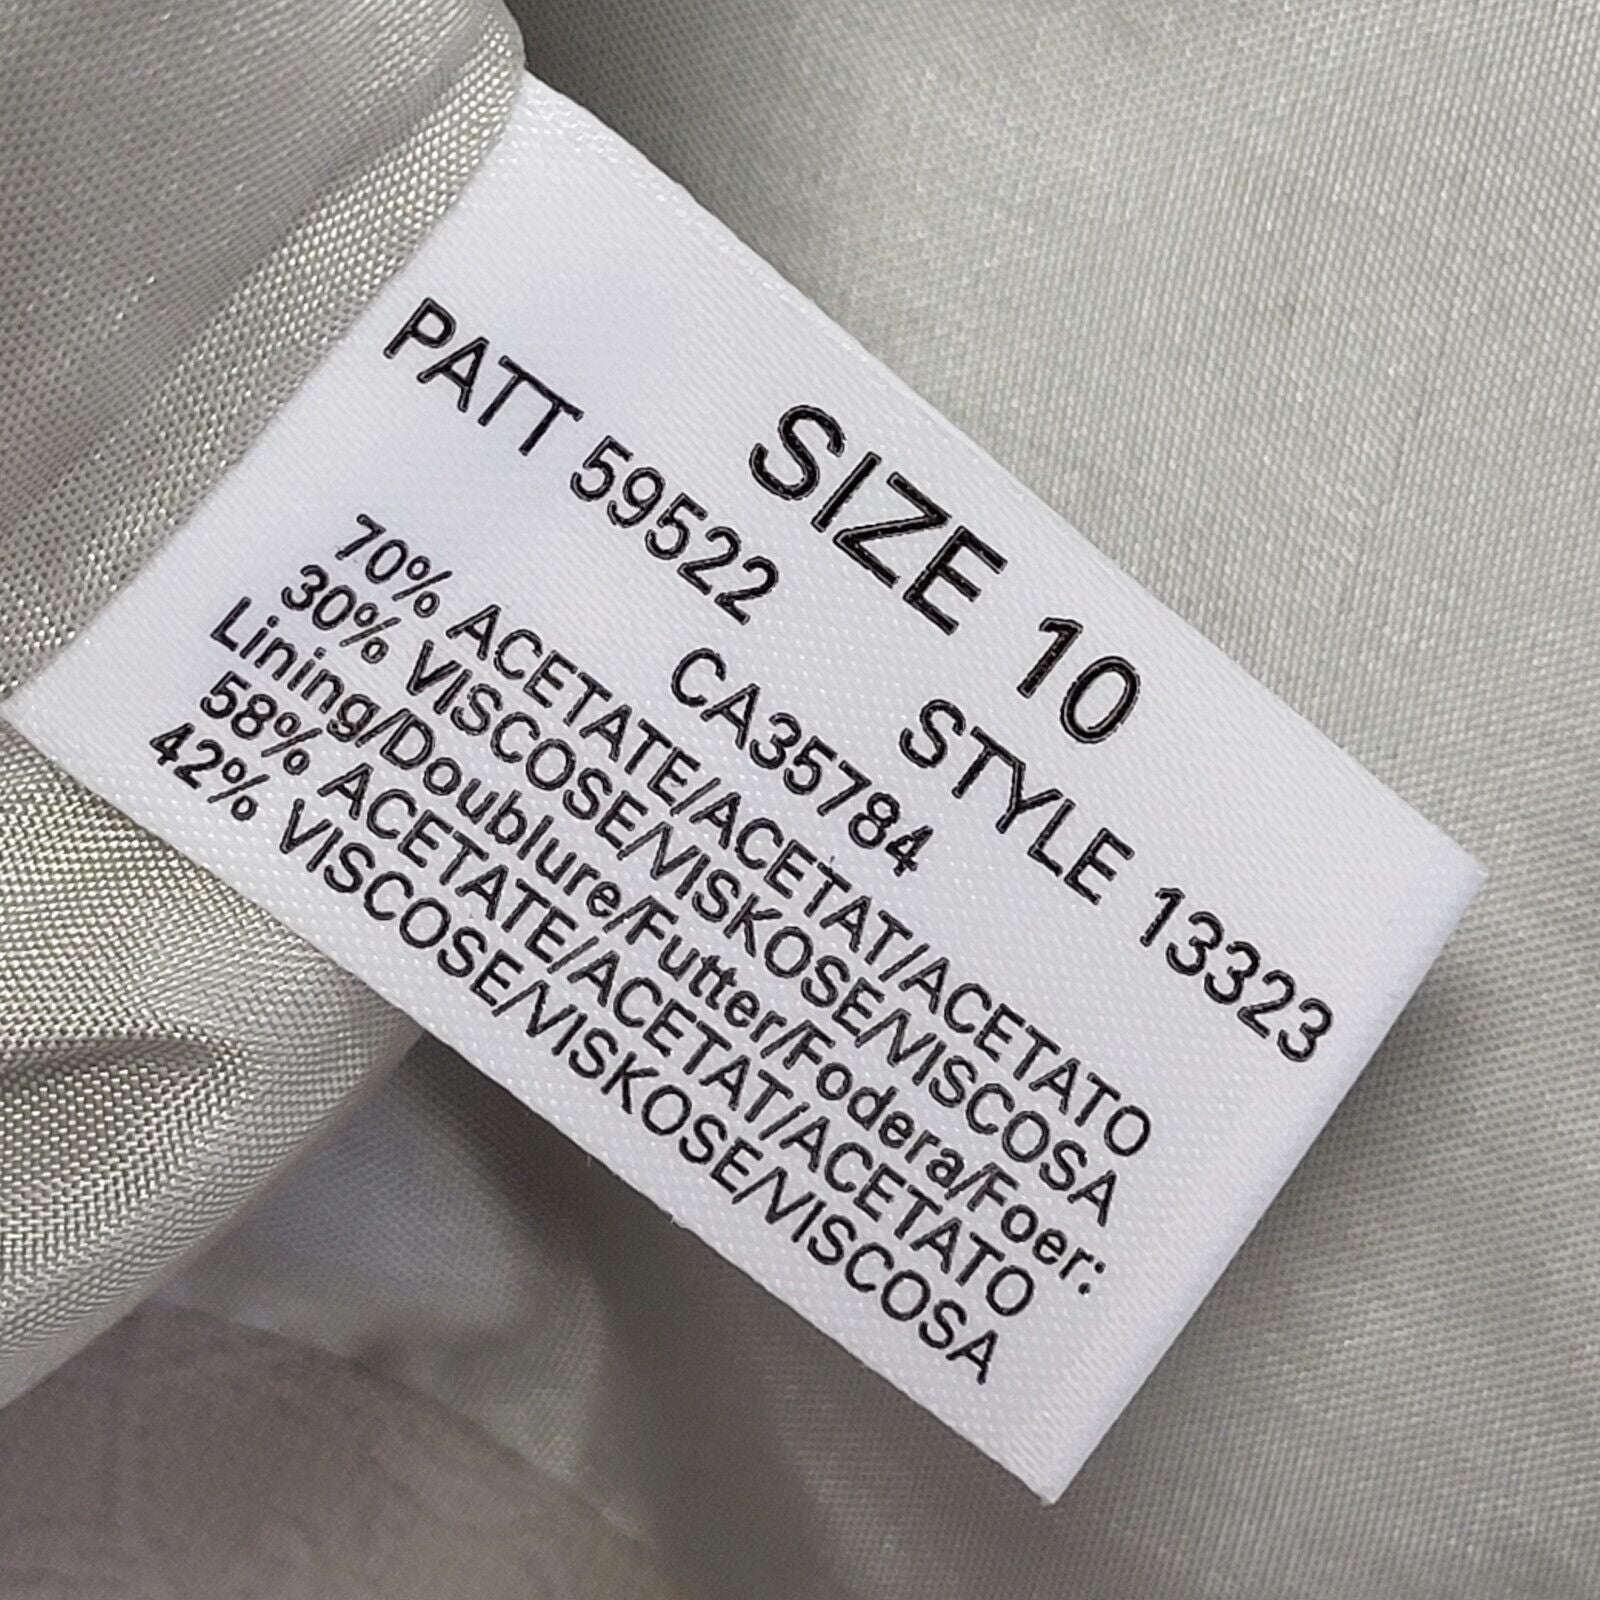 SIZE 10
PATT 59522 STYLE 13323
CA35784
70% ACETATE/ACETAT/ACETATO
30% VISCOSE/VISKOSE/VISCOSA
Lining/Doublure/Futter/Fodera/Foer:
58% ACETATE/ACETAT/ACETATO
42% VISCOSE/VISKOSE/VISCOSA